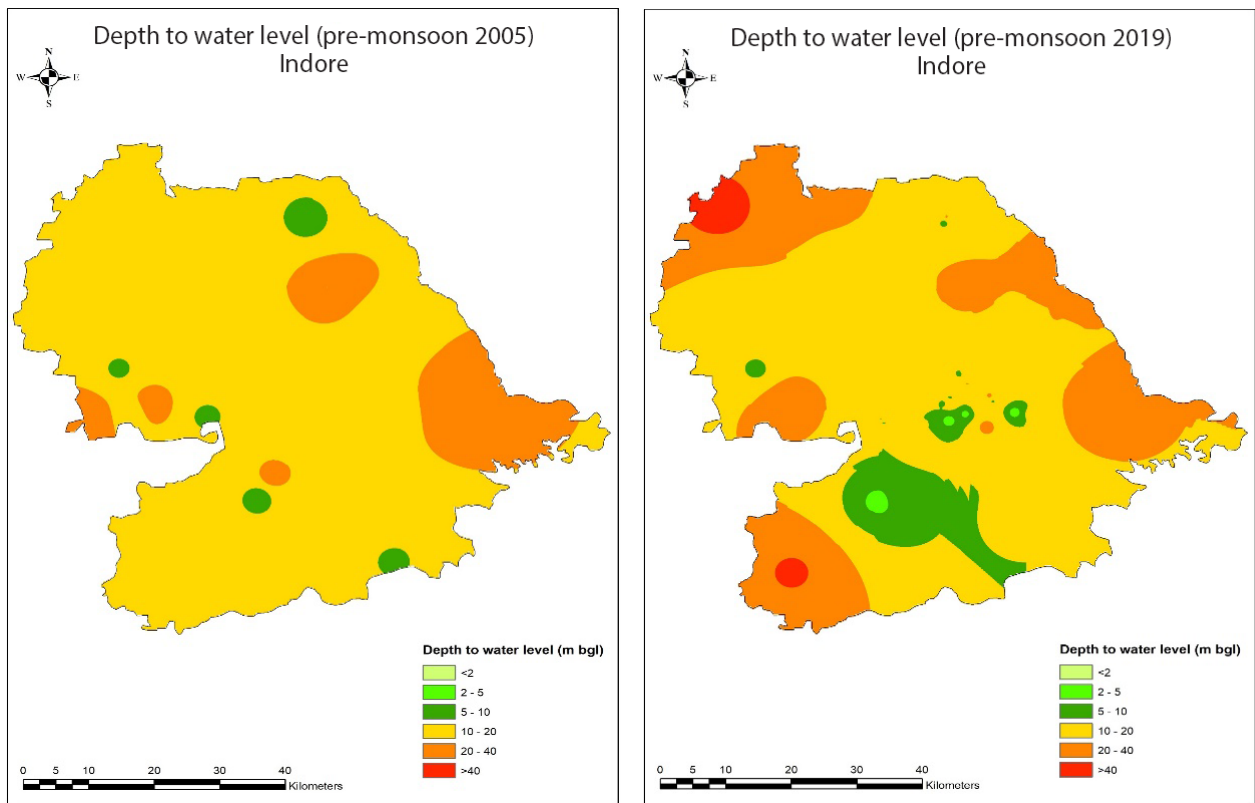 Depth to water level (pre-monsoon 2005)
Indore
N
W E
S
Depth to water level (m bgl)
<2
2 - 5
5 - 10
10 - 20
20 - 40
>40
0 5 10 20 30 40
Kilometers
Depth to water level (pre-monsoon 2019)
Indore
N
W E
S
Depth to water level (m bgl)
<2
2 - 5
5 - 10
10 - 20
20 - 40
>40
0 5 10 20 30 40
Kilometers